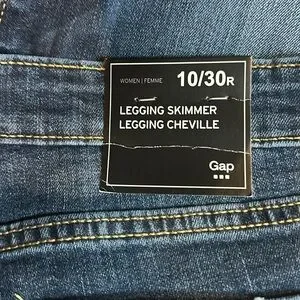 WOMEN | FEMME 10/30R
LEGGING SKIMMER
LEGGING CHEVILLE
Gap